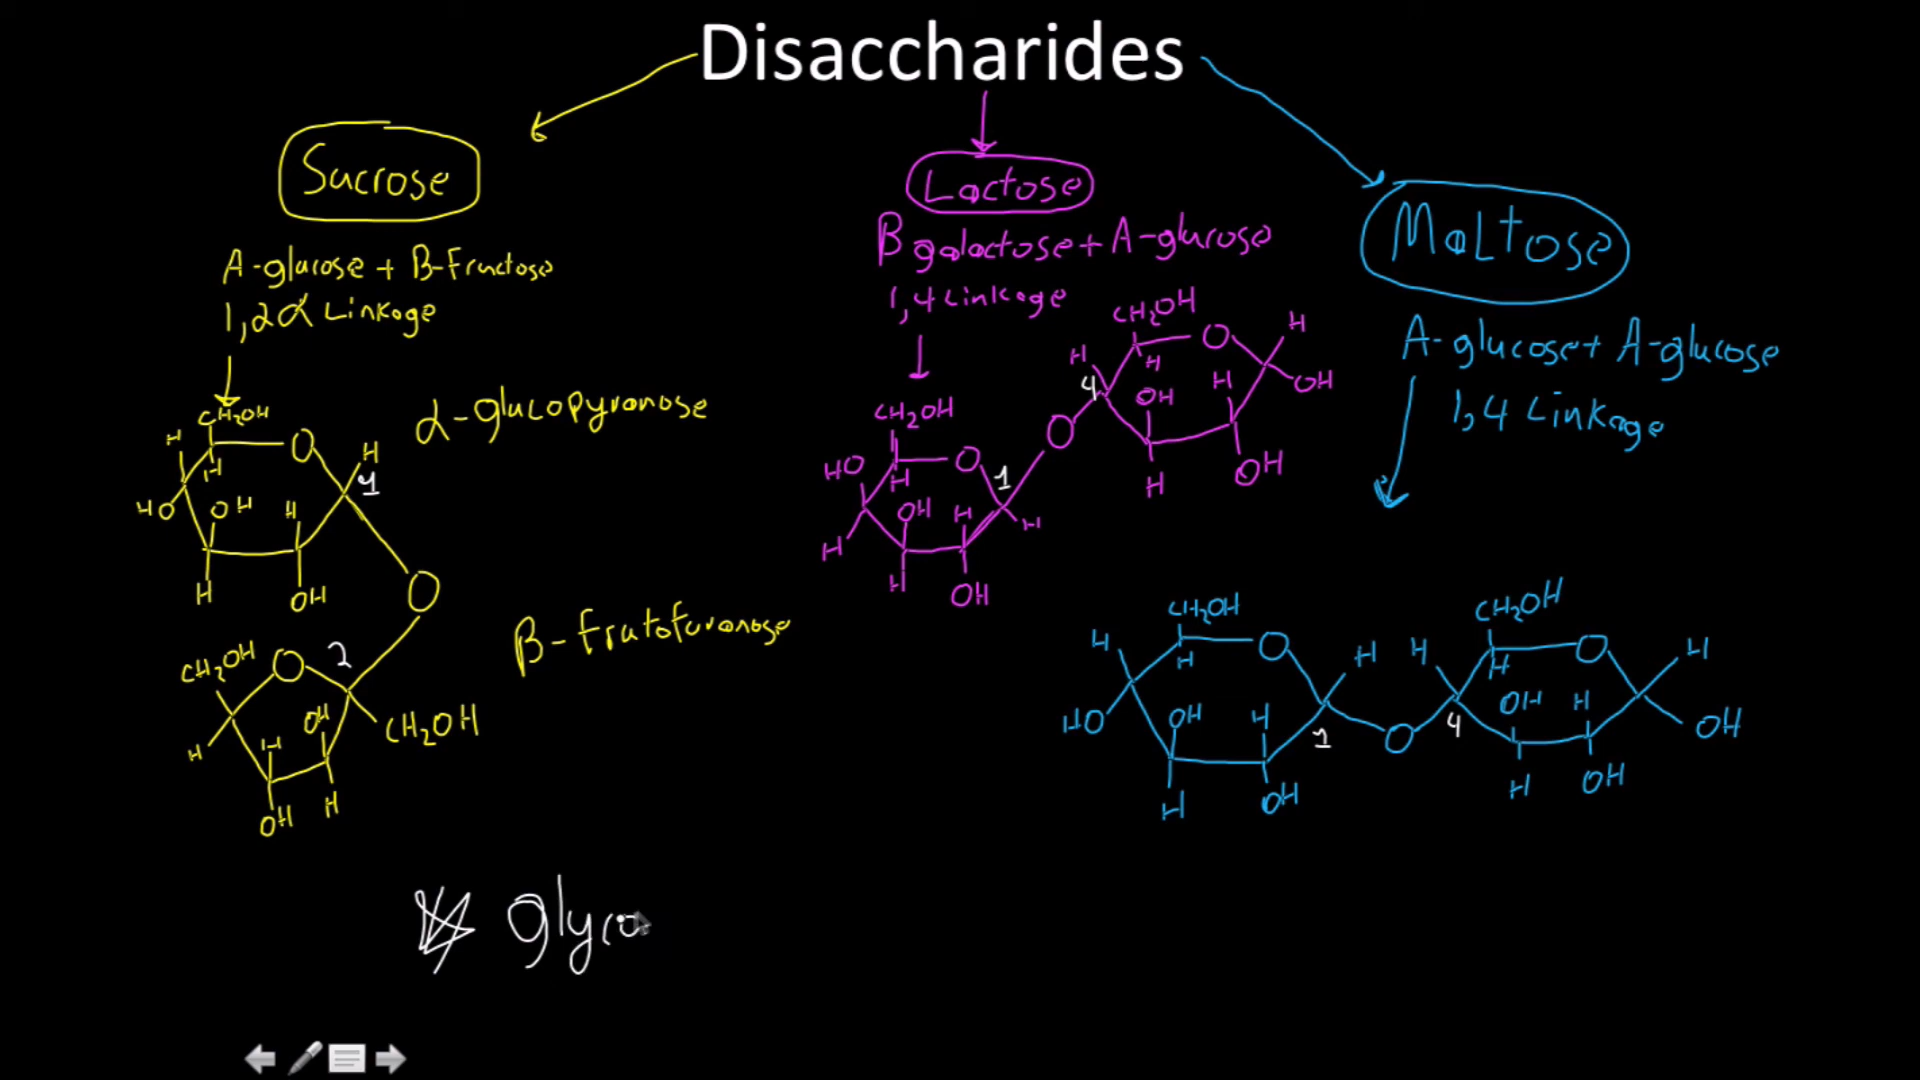 Disaccharides
Sucrose
A-glucose + B-Fructose
1,2α Linkage
CH₂OH
H
O
H
1
H
HO
OH
H
H
OH
α-glucopyranose
O
β-fructofuranose
CH₂OH
O
2
OH
CH₂OH
H
H
OH
H
Lactose
B galactose + A-glucose
1,4 Linkage
CH₂OH
O
H
H
H
4
OH
H
OH
H
OH
O
CH₂OH
HO
O
H
1
OH
H
H
H
H
OH
Maltose
A-glucose + A-glucose
1,4 Linkage
CH₂OH
H
O
H
H
HO
OH
H
1
H
OH
O
CH₂OH
H
O
H
H
4
OH
H
OH
H
OH
glyco